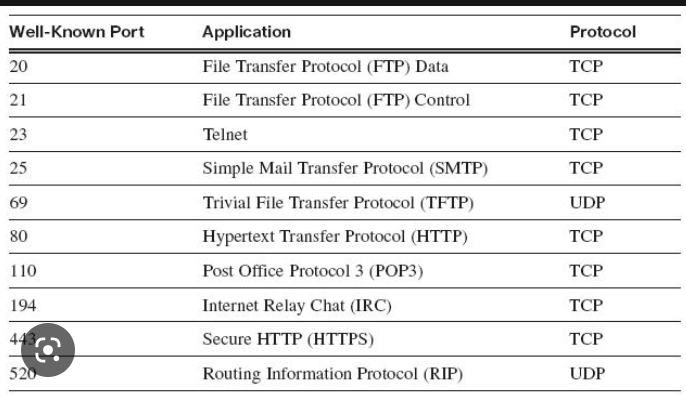 Well-Known Port Application Protocol
20 File Transfer Protocol (FTP) Data TCP
21 File Transfer Protocol (FTP) Control TCP
23 Telnet TCP
25 Simple Mail Transfer Protocol (SMTP) TCP
69 Trivial File Transfer Protocol (TFTP) UDP
80 Hypertext Transfer Protocol (HTTP) TCP
110 Post Office Protocol 3 (POP3) TCP
194 Internet Relay Chat (IRC) TCP
443 Secure HTTP (HTTPS) TCP
520 Routing Information Protocol (RIP) UDP